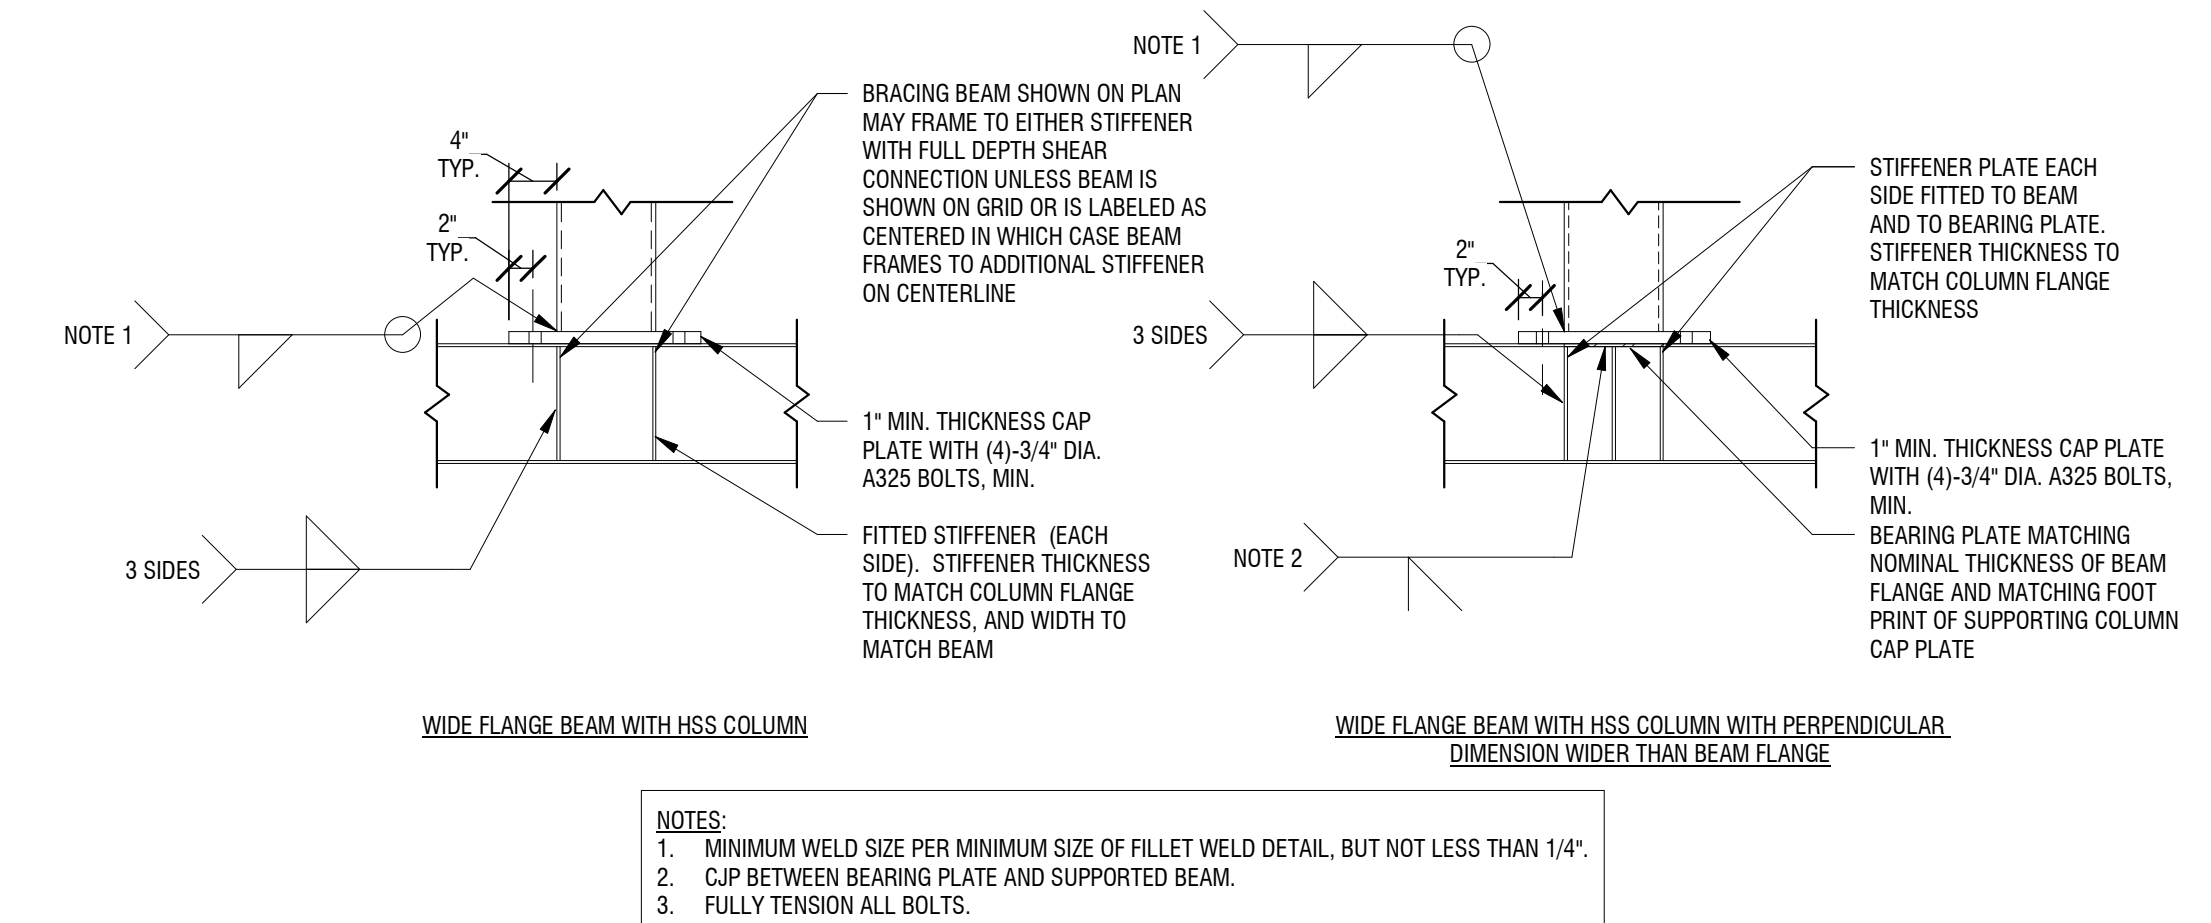 NOTE 1
4"
TYP.
2"
TYP.
BRACING BEAM SHOWN ON PLAN
MAY FRAME TO EITHER STIFFENER
WITH FULL DEPTH SHEAR
CONNECTION UNLESS BEAM IS
SHOWN ON GRID OR IS LABELED AS
CENTERED IN WHICH CASE BEAM
FRAMES TO ADDITIONAL STIFFENER
ON CENTERLINE
1" MIN. THICKNESS CAP
PLATE WITH (4)-3/4" DIA.
A325 BOLTS, MIN.
FITTED STIFFENER (EACH
SIDE). STIFFENER THICKNESS
TO MATCH COLUMN FLANGE
THICKNESS, AND WIDTH TO
MATCH BEAM
3 SIDES
WIDE FLANGE BEAM WITH HSS COLUMN
NOTE 1
2"
TYP.
3 SIDES
STIFFENER PLATE EACH
SIDE FITTED TO BEAM
AND TO BEARING PLATE.
STIFFENER THICKNESS TO
MATCH COLUMN FLANGE
THICKNESS
1" MIN. THICKNESS CAP PLATE
WITH (4)-3/4" DIA. A325 BOLTS,
MIN.
BEARING PLATE MATCHING
NOMINAL THICKNESS OF BEAM
FLANGE AND MATCHING FOOT
PRINT OF SUPPORTING COLUMN
CAP PLATE
NOTE 2
WIDE FLANGE BEAM WITH HSS COLUMN WITH PERPENDICULAR
DIMENSION WIDER THAN BEAM FLANGE
NOTES:
1. MINIMUM WELD SIZE PER MINIMUM SIZE OF FILLET WELD DETAIL, BUT NOT LESS THAN 1/4".
2. CJP BETWEEN BEARING PLATE AND SUPPORTED BEAM.
3. FULLY TENSION ALL BOLTS.